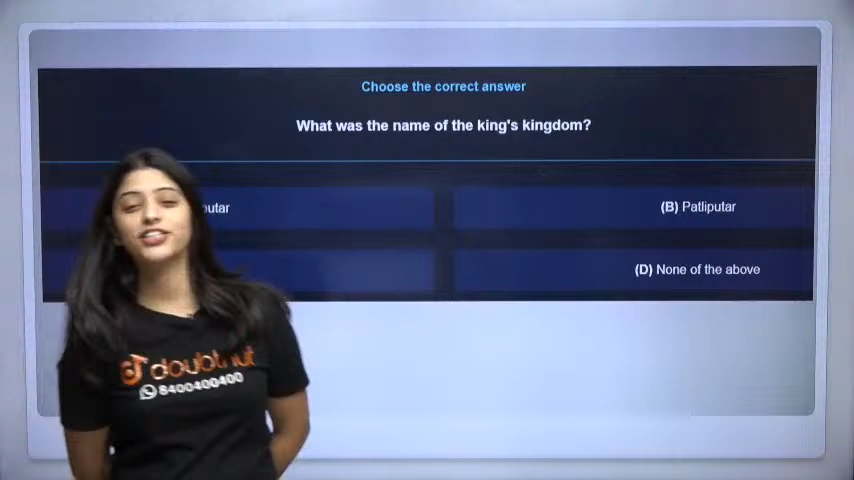 Choose the correct answer
What was the name of the king's kingdom?
(B) Patliputar
(D) None of the above
doubtnut
8400400400